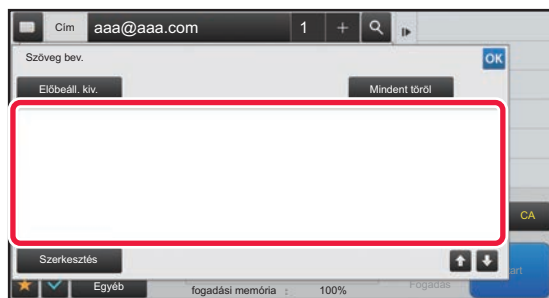 Cím aaa@aaa.com 1 +
Szöveg bev. OK
Előbeáll. kiv. Mindent töröl
CA
Szerkesztés
art
Egyéb fogadási memória : 100% Fogadás